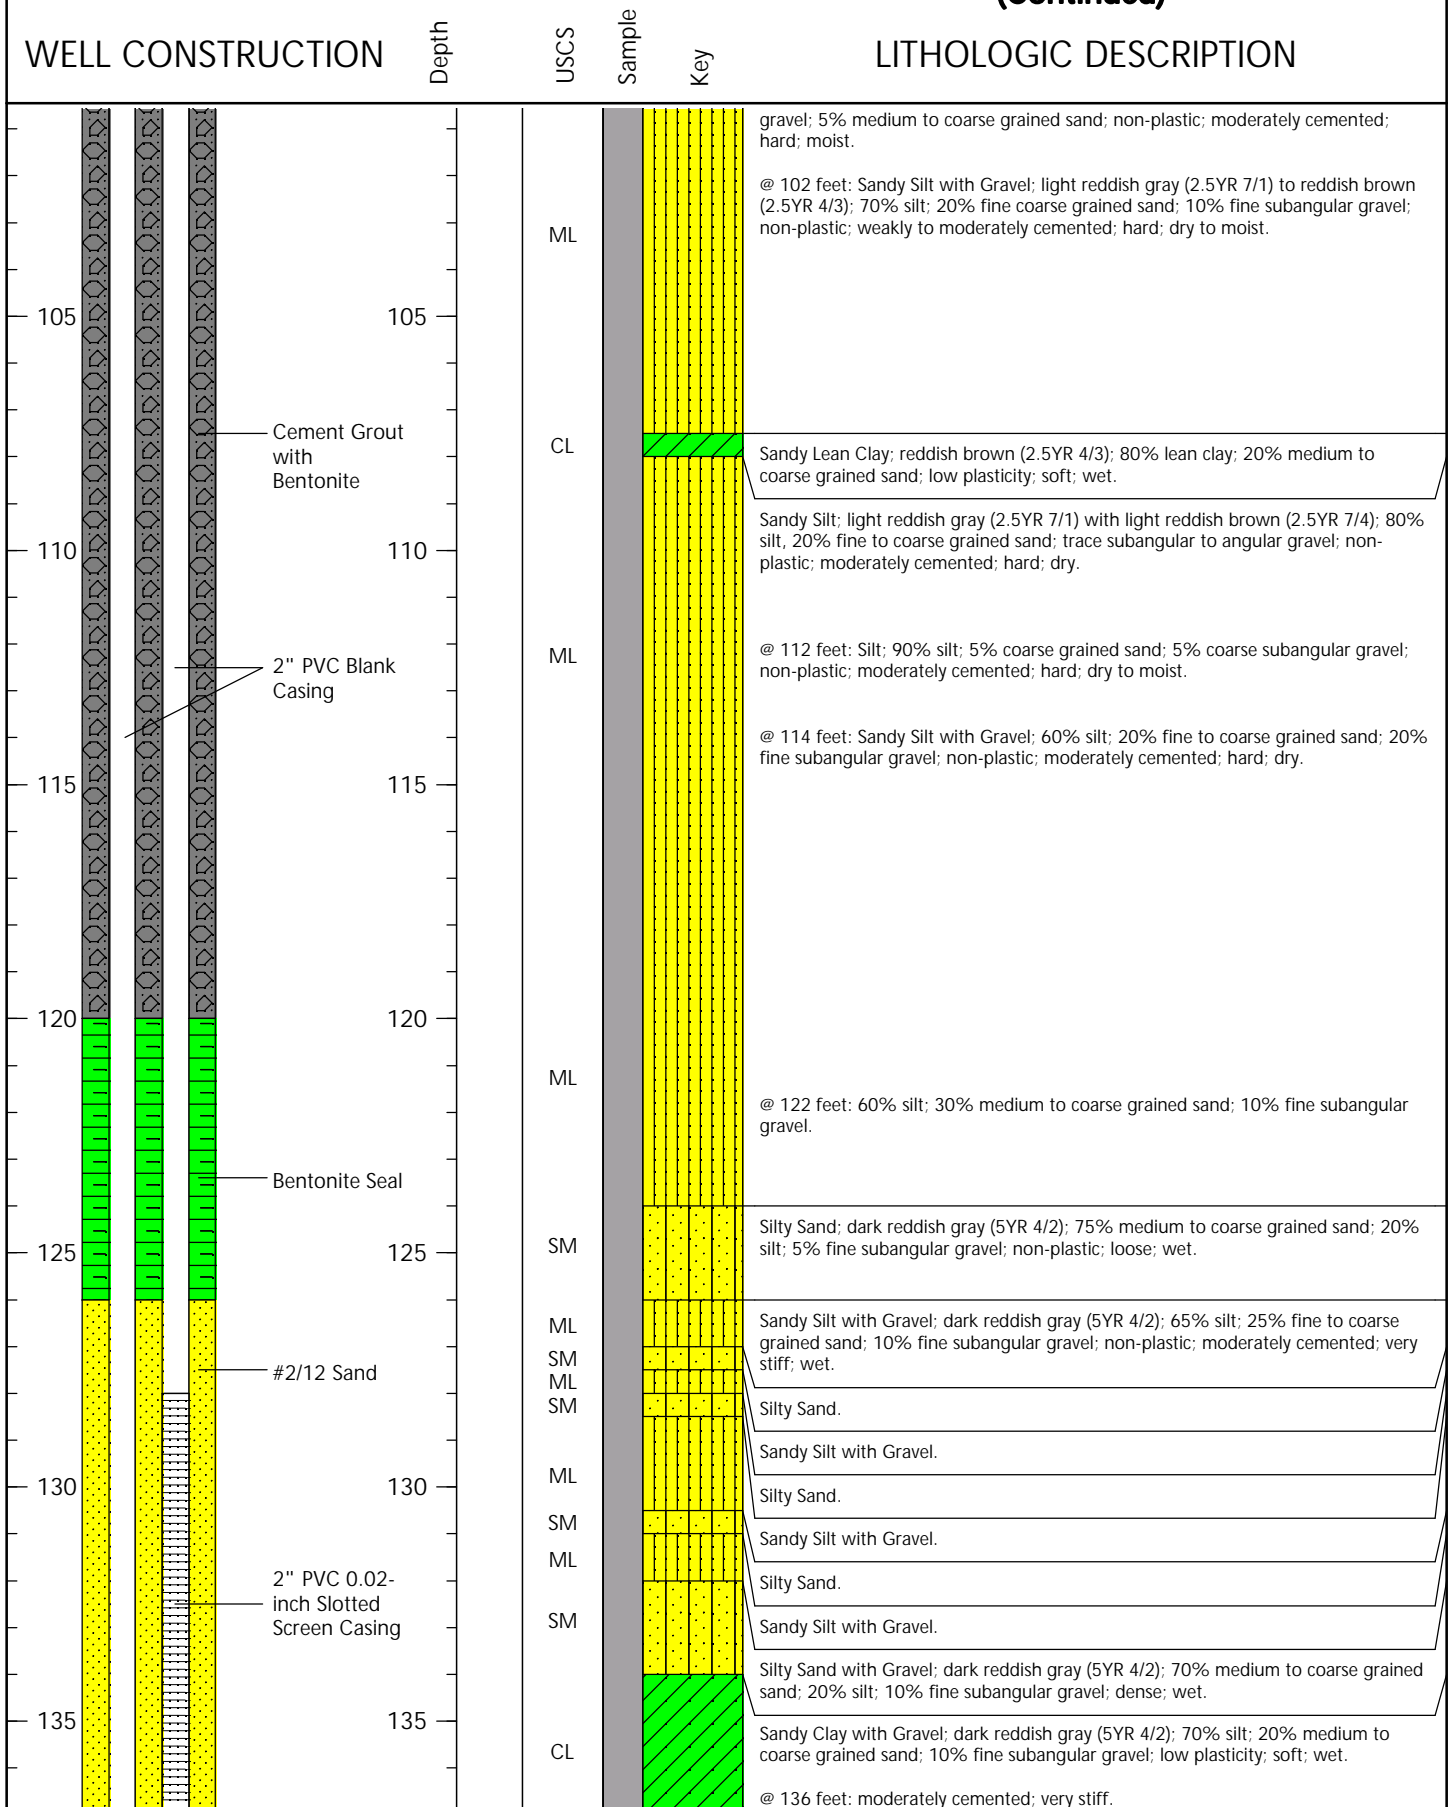 (Continued)
WELL CONSTRUCTION
Depth
USCS
Sample
Key
LITHOLOGIC DESCRIPTION
gravel; 5% medium to coarse grained sand; non-plastic; moderately cemented;
hard; moist.
@ 102 feet: Sandy Silt with Gravel; light reddish gray (2.5YR 7/1) to reddish brown
(2.5YR 4/3); 70% silt; 20% fine coarse grained sand; 10% fine subangular gravel;
non-plastic; weakly to moderately cemented; hard; dry to moist.
ML
105
105
Cement Grout
with
Bentonite
CL
Sandy Lean Clay; reddish brown (2.5YR 4/3); 80% lean clay; 20% medium to
coarse grained sand; low plasticity; soft; wet.
Sandy Silt; light reddish gray (2.5YR 7/1) with light reddish brown (2.5YR 7/4); 80%
silt, 20% fine to coarse grained sand; trace subangular to angular gravel; non-
plastic; moderately cemented; hard; dry.
110
110
2" PVC Blank
Casing
ML
@ 112 feet: Silt; 90% silt; 5% coarse grained sand; 5% coarse subangular gravel;
non-plastic; moderately cemented; hard; dry to moist.
@ 114 feet: Sandy Silt with Gravel; 60% silt; 20% fine to coarse grained sand; 20%
fine subangular gravel; non-plastic; moderately cemented; hard; dry.
115
115
120
120
ML
@ 122 feet: 60% silt; 30% medium to coarse grained sand; 10% fine subangular
gravel.
Bentonite Seal
Silty Sand; dark reddish gray (5YR 4/2); 75% medium to coarse grained sand; 20%
silt; 5% fine subangular gravel; non-plastic; loose; wet.
125
125
SM
ML
Sandy Silt with Gravel; dark reddish gray (5YR 4/2); 65% silt; 25% fine to coarse
grained sand; 10% fine subangular gravel; non-plastic; moderately cemented; very
stiff; wet.
#2/12 Sand
SM
ML
SM
Silty Sand.
Sandy Silt with Gravel.
130
130
ML
Silty Sand.
SM
Sandy Silt with Gravel.
ML
Silty Sand.
2" PVC 0.02-
inch Slotted
Screen Casing
SM
Sandy Silt with Gravel.
Silty Sand with Gravel; dark reddish gray (5YR 4/2); 70% medium to coarse grained
sand; 20% silt; 10% fine subangular gravel; dense; wet.
135
135
CL
Sandy Clay with Gravel; dark reddish gray (5YR 4/2); 70% silt; 20% medium to
coarse grained sand; 10% fine subangular gravel; low plasticity; soft; wet.
@ 136 feet: moderately cemented; very stiff.